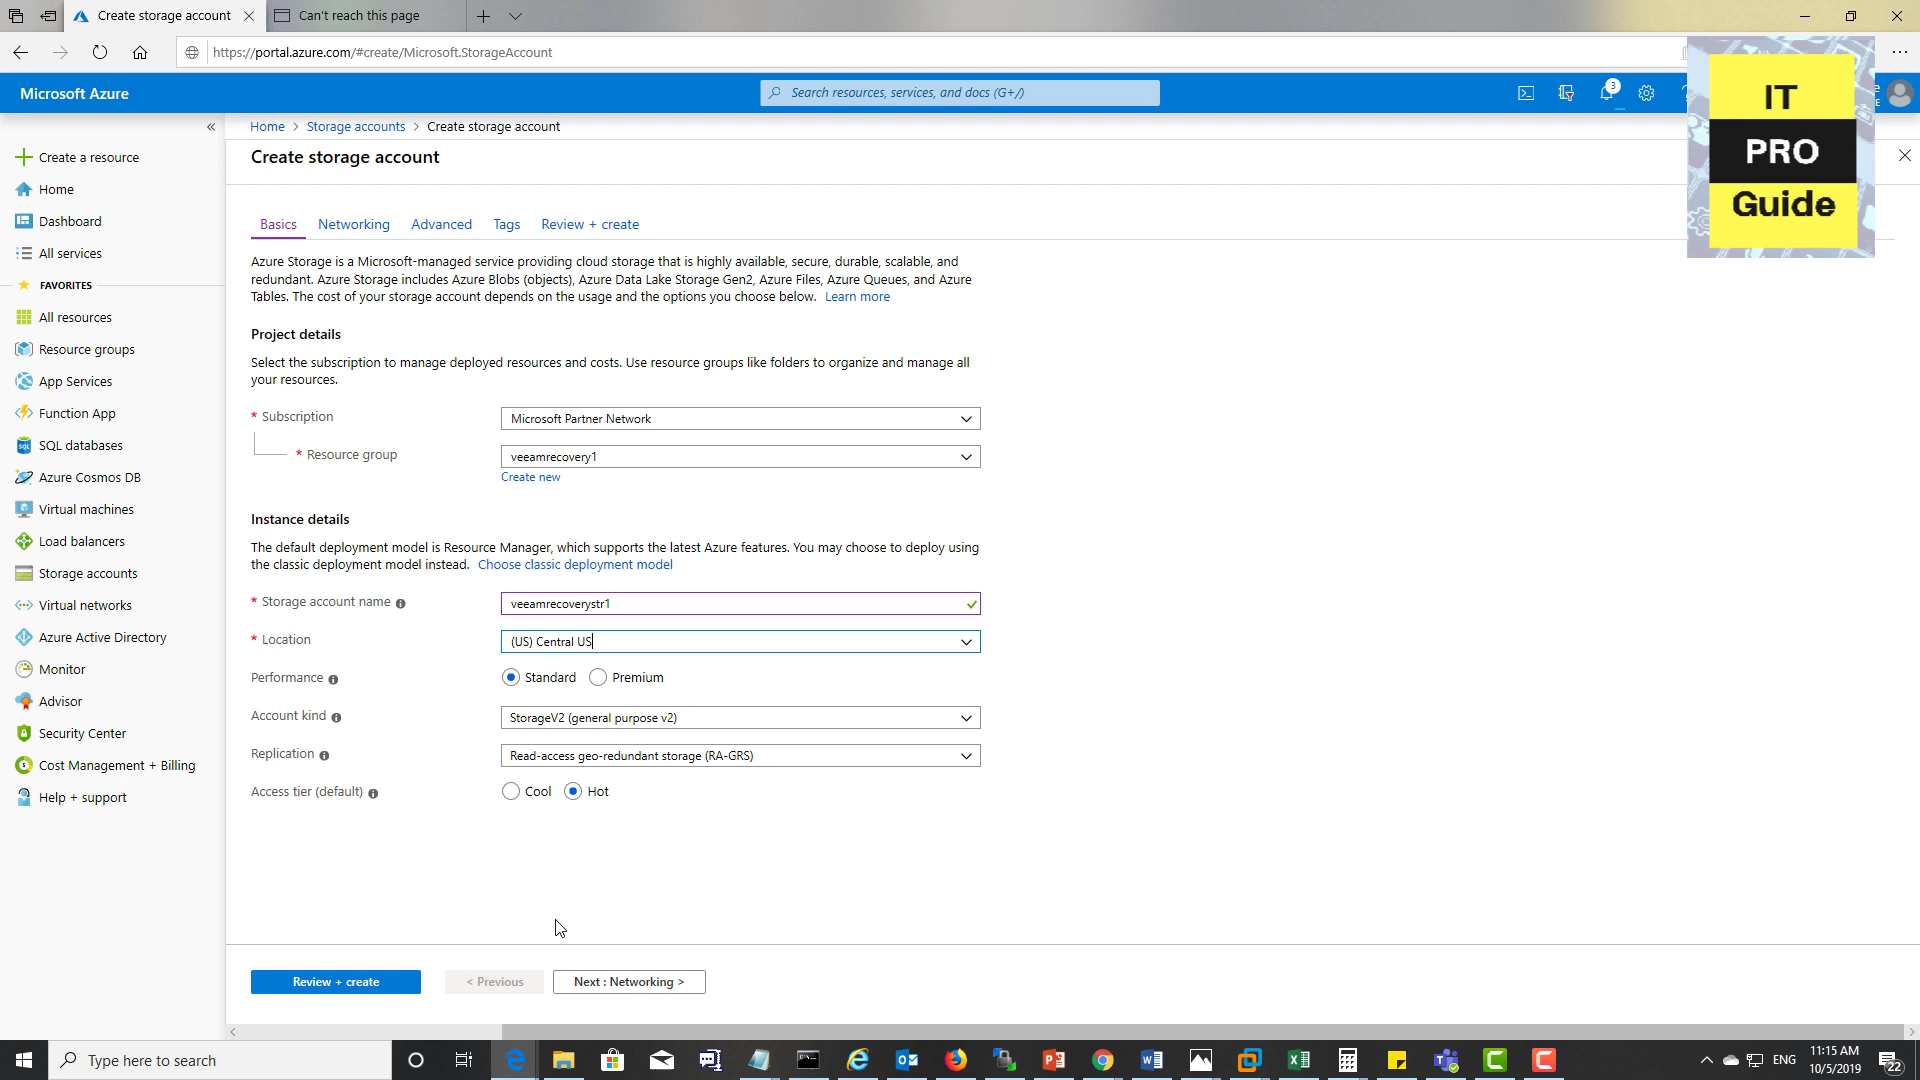 Create storage account
Can't reach this page
https://portal.azure.com/#create/Microsoft.StorageAccount
Microsoft Azure
Search resources, services, and docs (G+/)
3
IT
PRO
Guide
Home > Storage accounts > Create storage account
Create storage account
Create a resource
Home
Dashboard
All services
FAVORITES
All resources
Resource groups
App Services
Function App
SQL databases
Azure Cosmos DB
Virtual machines
Load balancers
Storage accounts
Virtual networks
Azure Active Directory
Monitor
Advisor
Security Center
Cost Management + Billing
Help + support
Basics Networking Advanced Tags Review + create
Azure Storage is a Microsoft-managed service providing cloud storage that is highly available, secure, durable, scalable, and
redundant. Azure Storage includes Azure Blobs (objects), Azure Data Lake Storage Gen2, Azure Files, Azure Queues, and Azure
Tables. The cost of your storage account depends on the usage and the options you choose below. Learn more
Project details
Select the subscription to manage deployed resources and costs. Use resource groups like folders to organize and manage all
your resources.
* Subscription
Microsoft Partner Network
* Resource group
veeamrecovery1
Create new
Instance details
The default deployment model is Resource Manager, which supports the latest Azure features. You may choose to deploy using
the classic deployment model instead. Choose classic deployment model
* Storage account name
veeamrecoverystr1
* Location
(US) Central US
Performance
Standard Premium
Account kind
StorageV2 (general purpose v2)
Replication
Read-access geo-redundant storage (RA-GRS)
Access tier (default)
Cool Hot
Review + create
< Previous
Next : Networking >
Type here to search
ENG
11:15 AM
10/5/2019
22